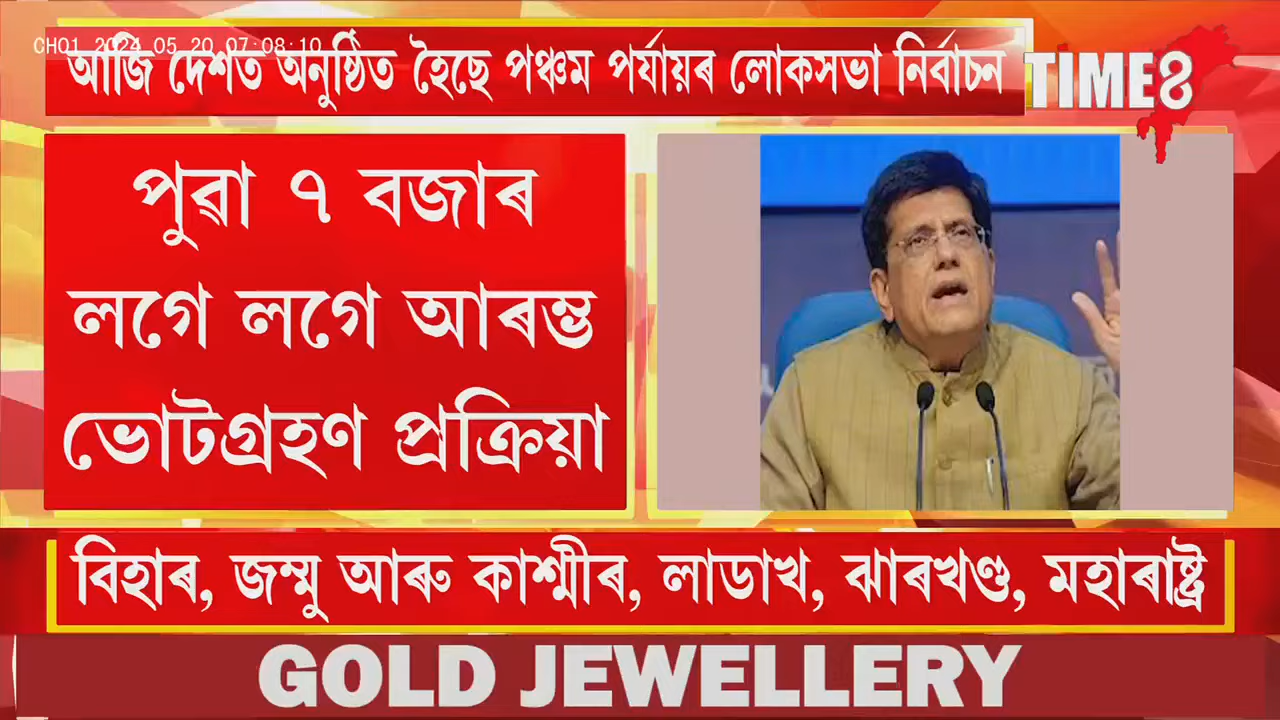 CH01 2024 05 20 07:08:10
আজি দেশত অনুষ্ঠিত হৈছে পঞ্চম পৰ্যায়ৰ লোকসভা নিৰ্বাচন
TIME8
পুৱা ৭ বজাৰ
লগে লগে আৰম্ভ
ভোটগ্ৰহণ প্ৰক্ৰিয়া
বিহাৰ, জম্মু আৰু কাশ্মীৰ, লাডাখ, ঝাৰখণ্ড, মহাৰাষ্ট্ৰ
GOLD JEWELLERY